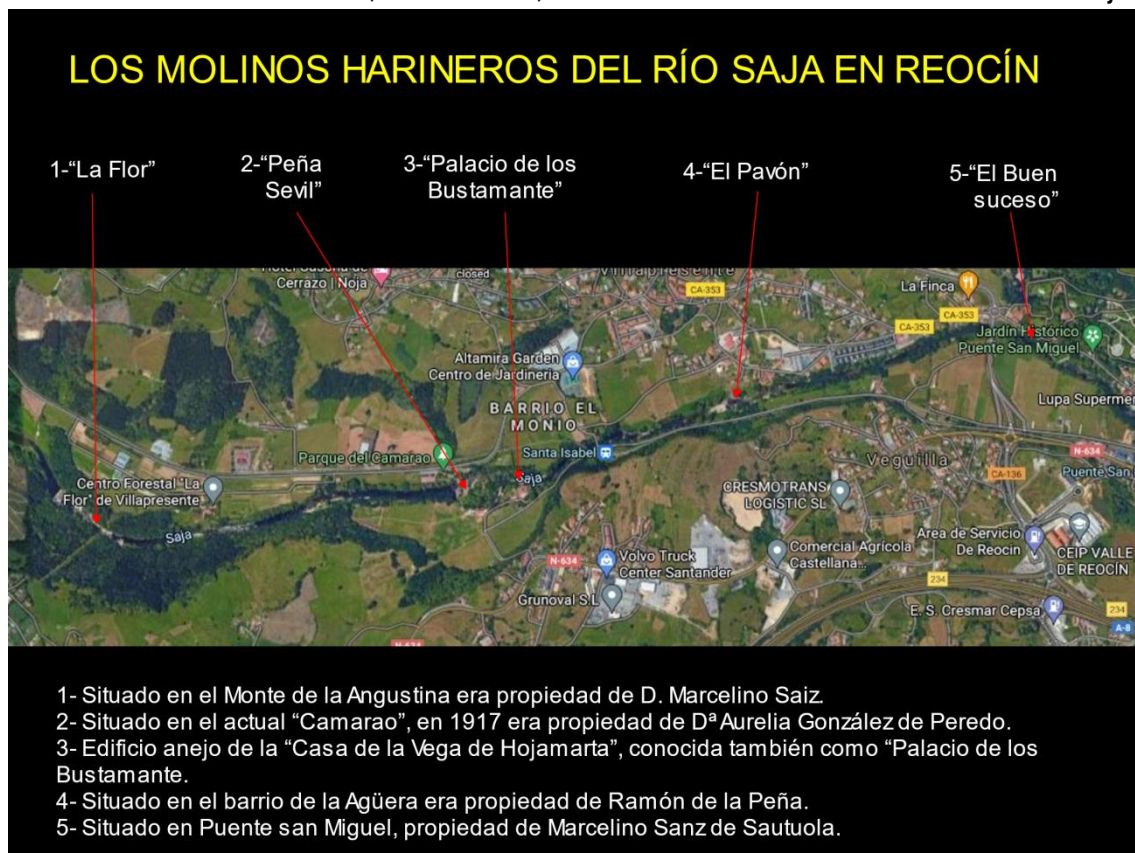 LOS MOLINOS HARINEROS DEL RÍO SAJA EN REOCÍN
1-“La Flor”
2-“Peña
Sevil”
3-“Palacio de los
Bustamante”
4-“El Pavón”
5-“El Buen
suceso”
Cerrazo | Noja
closed
Villapresente
CA-353
La Finca
CA-353
CA-353
Jardín Histórico
Puente San Miguel
Altamira Garden
Centro de Jardineria
BARRIO EL
MONIO
Lupa Supermer
Parque del Camarao
Santa Isabel
Saja
Veguilla
N-634
CA-136
Puente San
Centro Forestal "La
Flor" de Villapresente
CRESMOTRANS
LOGISTIC SL
Saja
N-634
Volvo Truck
Center Santander
Comercial Agrícola
Castellana...
Area de Servicio
De Reocin
CEIP VALLE
DE REOCÍN
234
Grunoval S.L
E. S. Cresmar Cepsa
234
A-8
N-634
1- Situado en el Monte de la Angustina era propiedad de D. Marcelino Saiz.
2- Situado en el actual “Camarao”, en 1917 era propiedad de Dª Aurelia González de Peredo.
3- Edificio anejo de la “Casa de la Vega de Hojamarta”, conocida también como “Palacio de los
Bustamante.
4- Situado en el barrio de la Agüera era propiedad de Ramón de la Peña.
5- Situado en Puente san Miguel, propiedad de Marcelino Sanz de Sautuola.